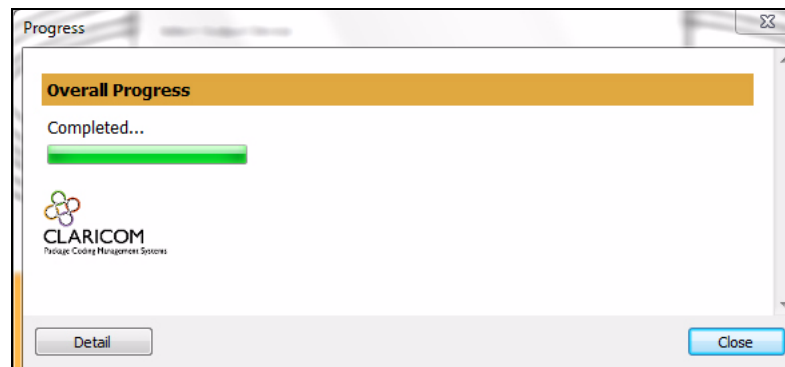 Progress
Overall Progress
Completed...
CLARICOM
Package Coding Management Systems
Detail
Close